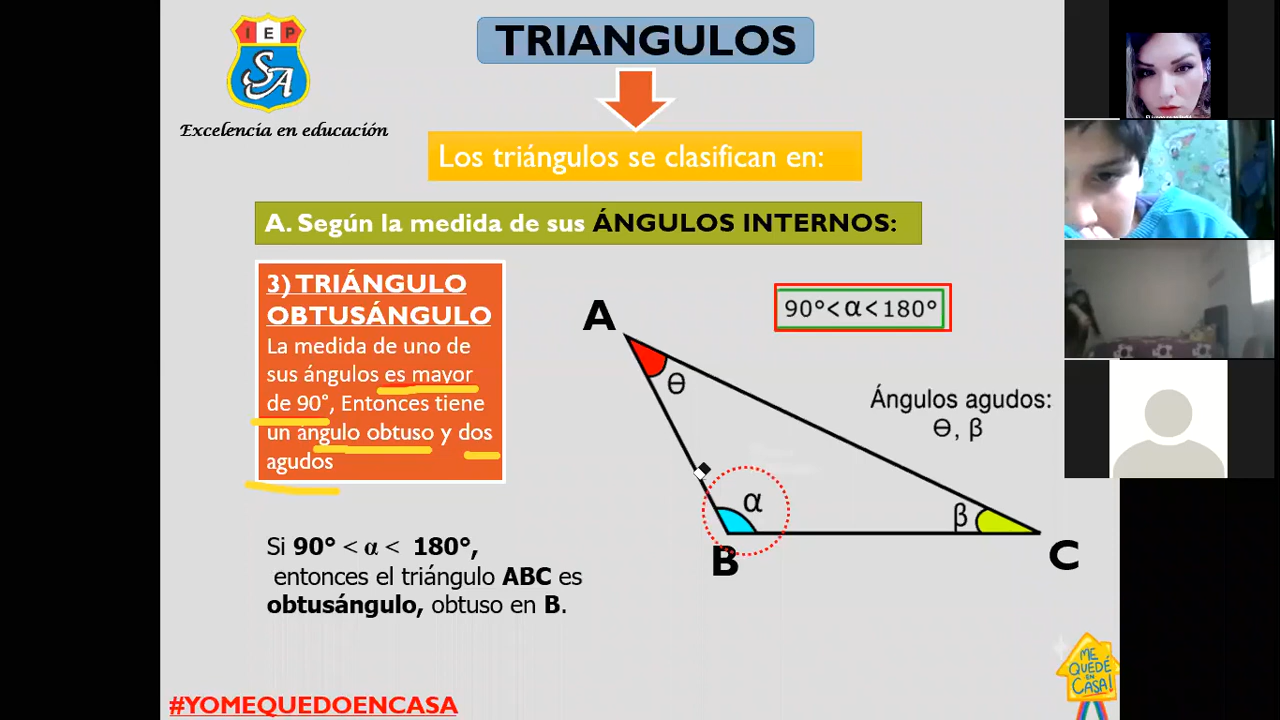 I E P
SA
Excelencia en educación
TRIANGULOS
Los triángulos se clasifican en:
A. Según la medida de sus ÁNGULOS INTERNOS:
3) TRIÁNGULO
OBTUSÁNGULO
La medida de uno de
sus ángulos es mayor
de 90°, Entonces tiene
un ángulo obtuso y dos
agudos
Si 90° < α < 180°,
entonces el triángulo ABC es
obtusángulo, obtuso en B.
90°<α<180°
A
θ
Ángulos agudos:
θ, β
α
β
B
C
#YOMEQUEDOENCASA
ME
QUEDÉ
EN
CASA!